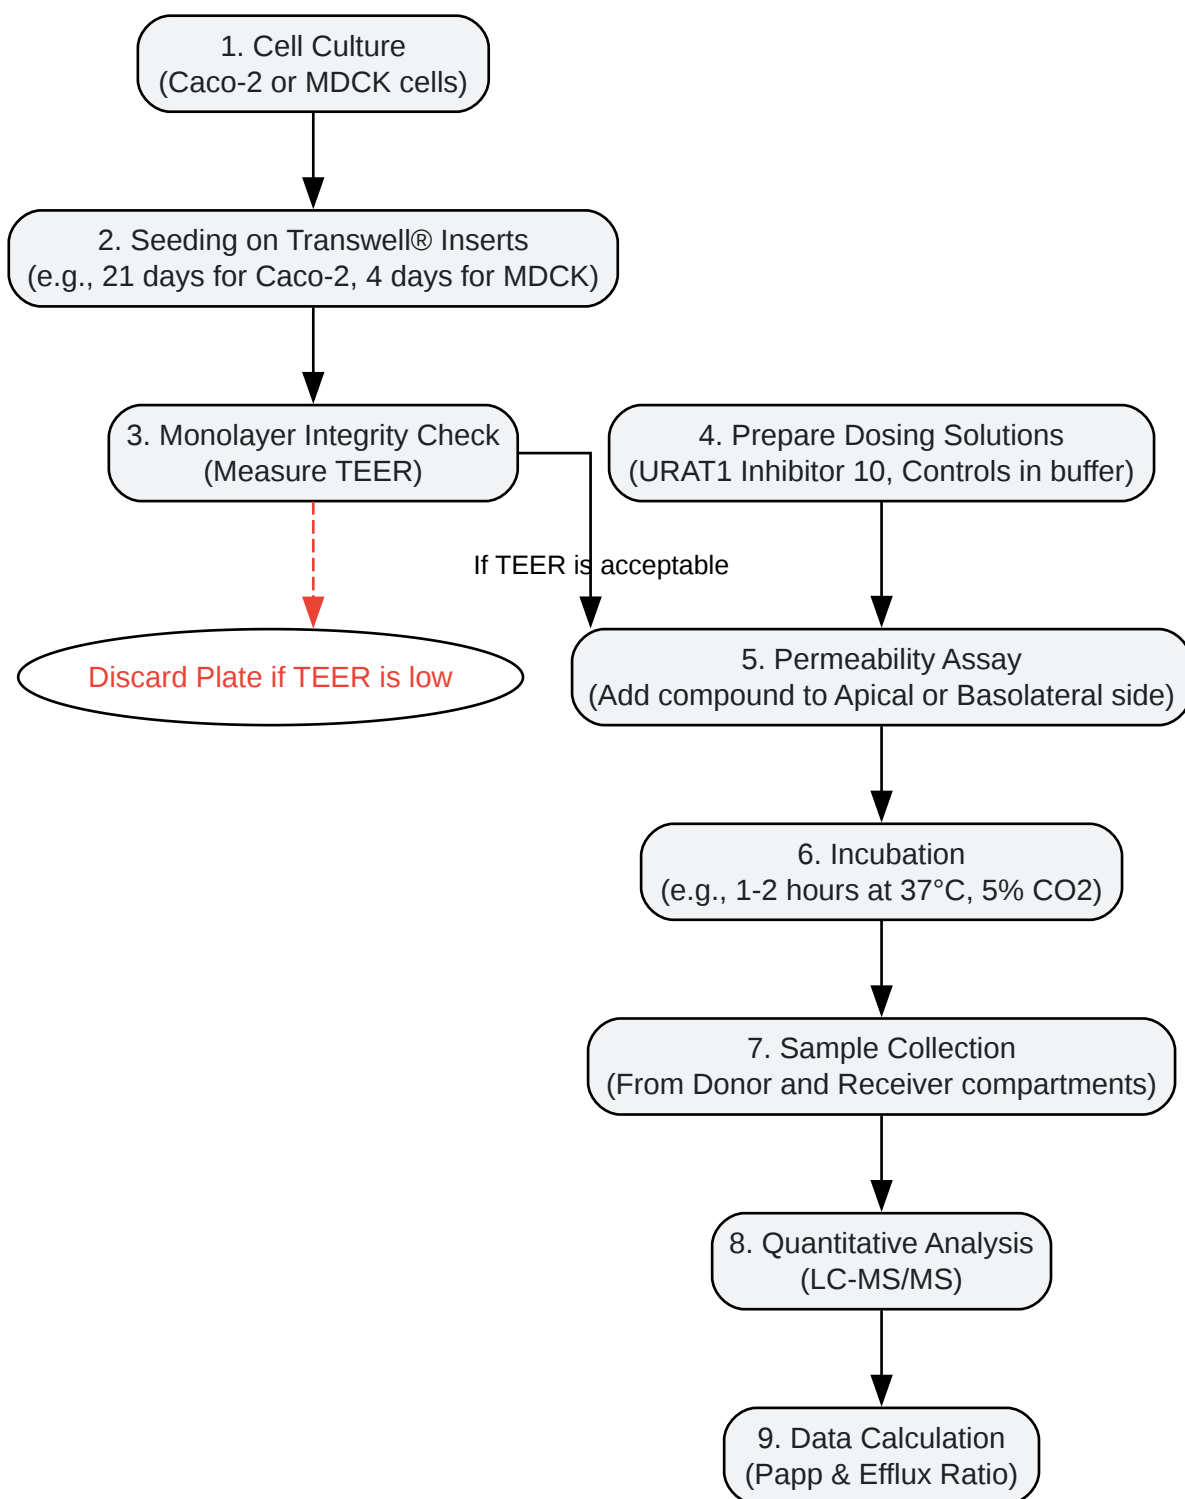 1. Cell Culture
(Caco-2 or MDCK cells)
2. Seeding on Transwell® Inserts
(e.g., 21 days for Caco-2, 4 days for MDCK)
3. Monolayer Integrity Check
(Measure TEER)
4. Prepare Dosing Solutions
(URAT1 Inhibitor 10, Controls in buffer)
If TEER is acceptable
Discard Plate if TEER is low
5. Permeability Assay
(Add compound to Apical or Basolateral side)
6. Incubation
(e.g., 1-2 hours at 37°C, 5% CO2)
7. Sample Collection
(From Donor and Receiver compartments)
8. Quantitative Analysis
(LC-MS/MS)
9. Data Calculation
(Papp & Efflux Ratio)